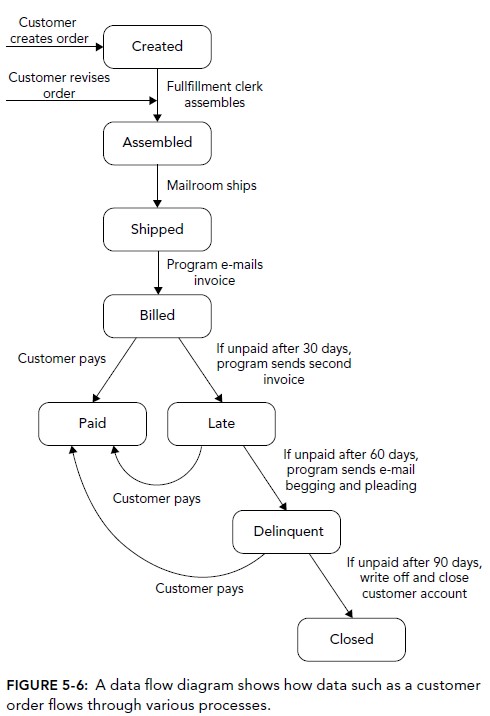 Customer
creates order
Created
Customer revises
order
Fullfillment clerk
assembles
Assembled
Mailroom ships
Shipped
Program e-mails
invoice
Billed
Customer pays
If unpaid after 30 days,
program sends second
invoice
Paid
Late
Customer pays
If unpaid after 60 days,
program sends e-mail
begging and pleading
Delinquent
Customer pays
If unpaid after 90 days,
write off and close
customer account
Closed
FIGURE 5-6: A data flow diagram shows how data such as a customer
order flows through various processes.